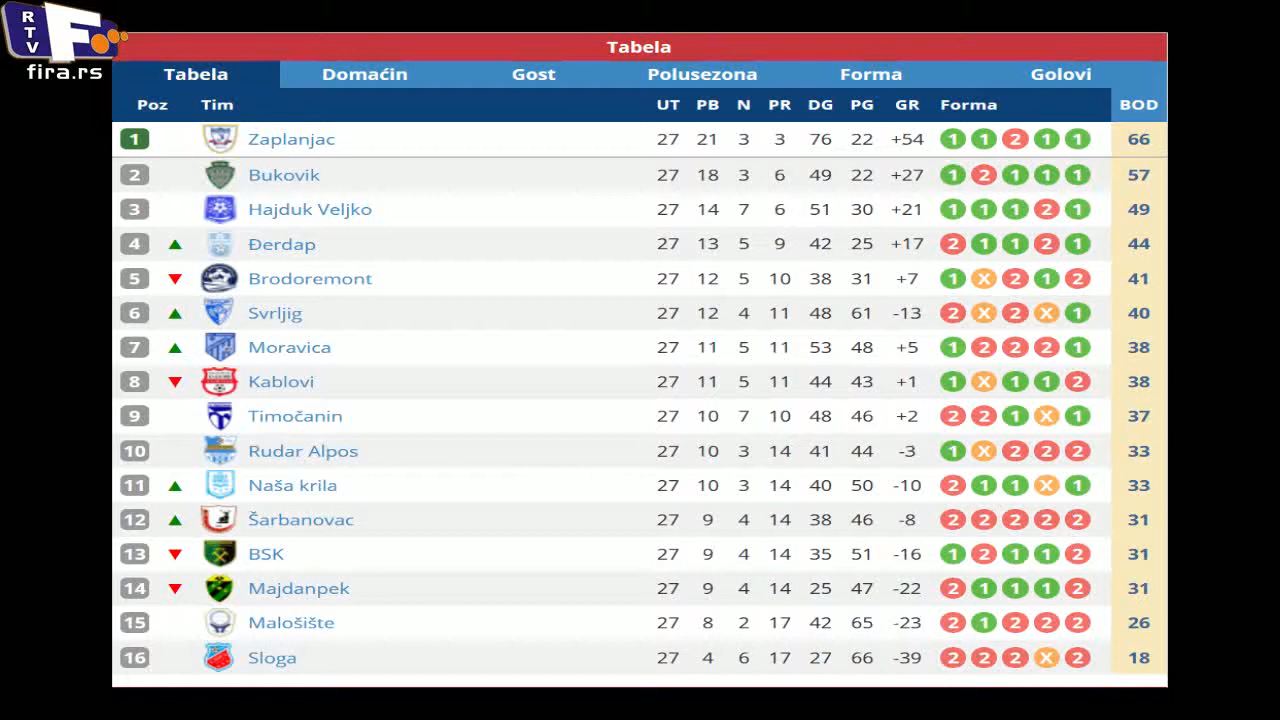 RTV F
fira.rs
Tabela
Tabela Domaćin Gost Polusezona Forma Golovi
Poz Tim UT PB N PR DG PG GR Forma BOD
1 Zaplanjac 27 21 3 3 76 22 +54 1 1 2 1 1 66
2 Bukovik 27 18 3 6 49 22 +27 1 2 1 1 1 57
3 Hajduk Veljko 27 14 7 6 51 30 +21 1 1 1 2 1 49
4 Đerdap 27 13 5 9 42 25 +17 2 1 1 2 1 44
5 Brodoremont 27 12 5 10 38 31 +7 1 X 2 1 2 41
6 Svrljig 27 12 4 11 48 61 -13 2 X 2 X 1 40
7 Moravica 27 11 5 11 53 48 +5 1 2 2 2 1 38
8 Kablovi 27 11 5 11 44 43 +1 1 X 1 1 2 38
9 Timočanin 27 10 7 10 48 46 +2 2 2 1 X 1 37
10 Rudar Alpos 27 10 3 14 41 44 -3 1 X 2 2 2 33
11 Naša krila 27 10 3 14 40 50 -10 2 1 1 X 1 33
12 Šarbanovac 27 9 4 14 38 46 -8 2 2 2 2 2 31
13 BSK 27 9 4 14 35 51 -16 1 2 1 1 2 31
14 Majdanpek 27 9 4 14 25 47 -22 2 1 1 1 2 31
15 Malošište 27 8 2 17 42 65 -23 2 1 2 2 2 26
16 Sloga 27 4 6 17 27 66 -39 2 2 2 X 2 18